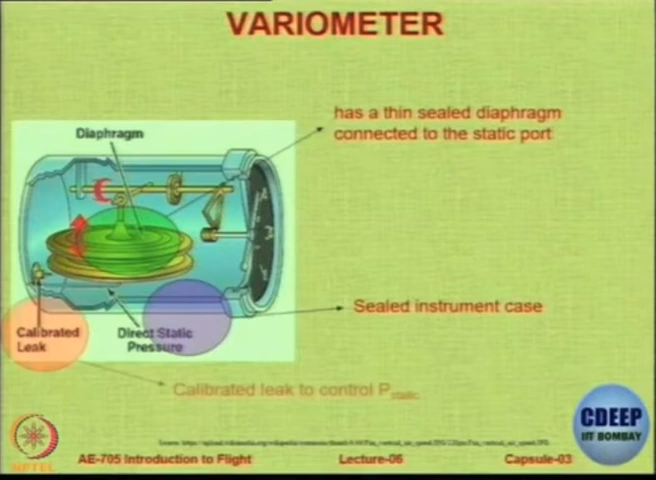 VARIOMETER
has a thin sealed diaphragm
connected to the static port
Diaphragm
Sealed instrument case
Calibrated
Leak
Direct Static
Pressure
Calibrated leak to control Pstatic
CDEEP
IIT BOMBAY
NPTEL
AE-705 Introduction to Flight
Lecture-06
Capsule-03